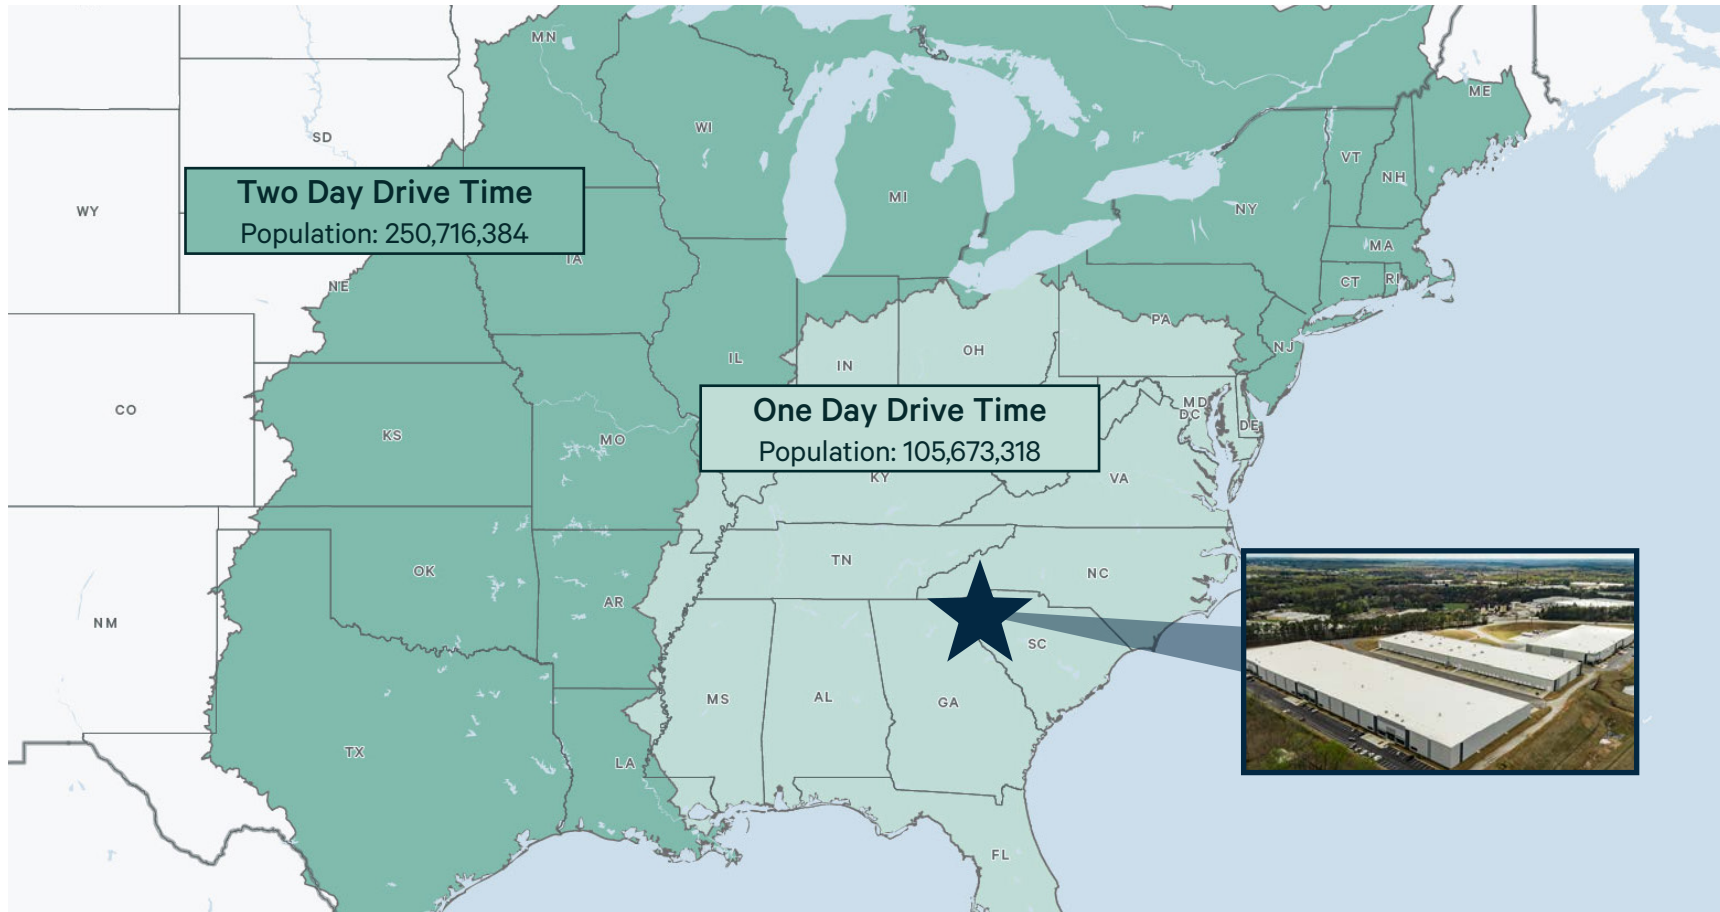 MN
ME
WI
SD
VT
NH
MI
NY
WY
Two Day Drive Time
Population: 250,716,384
MA
IA
CT
RI
NE
PA
NJ
OH
IL
IN
CO
One Day Drive Time
Population: 105,673,318
MD
DC
DE
KS
MO
KY
VA
TN
OK
NC
AR
NM
SC
MS
AL
GA
TX
LA
FL